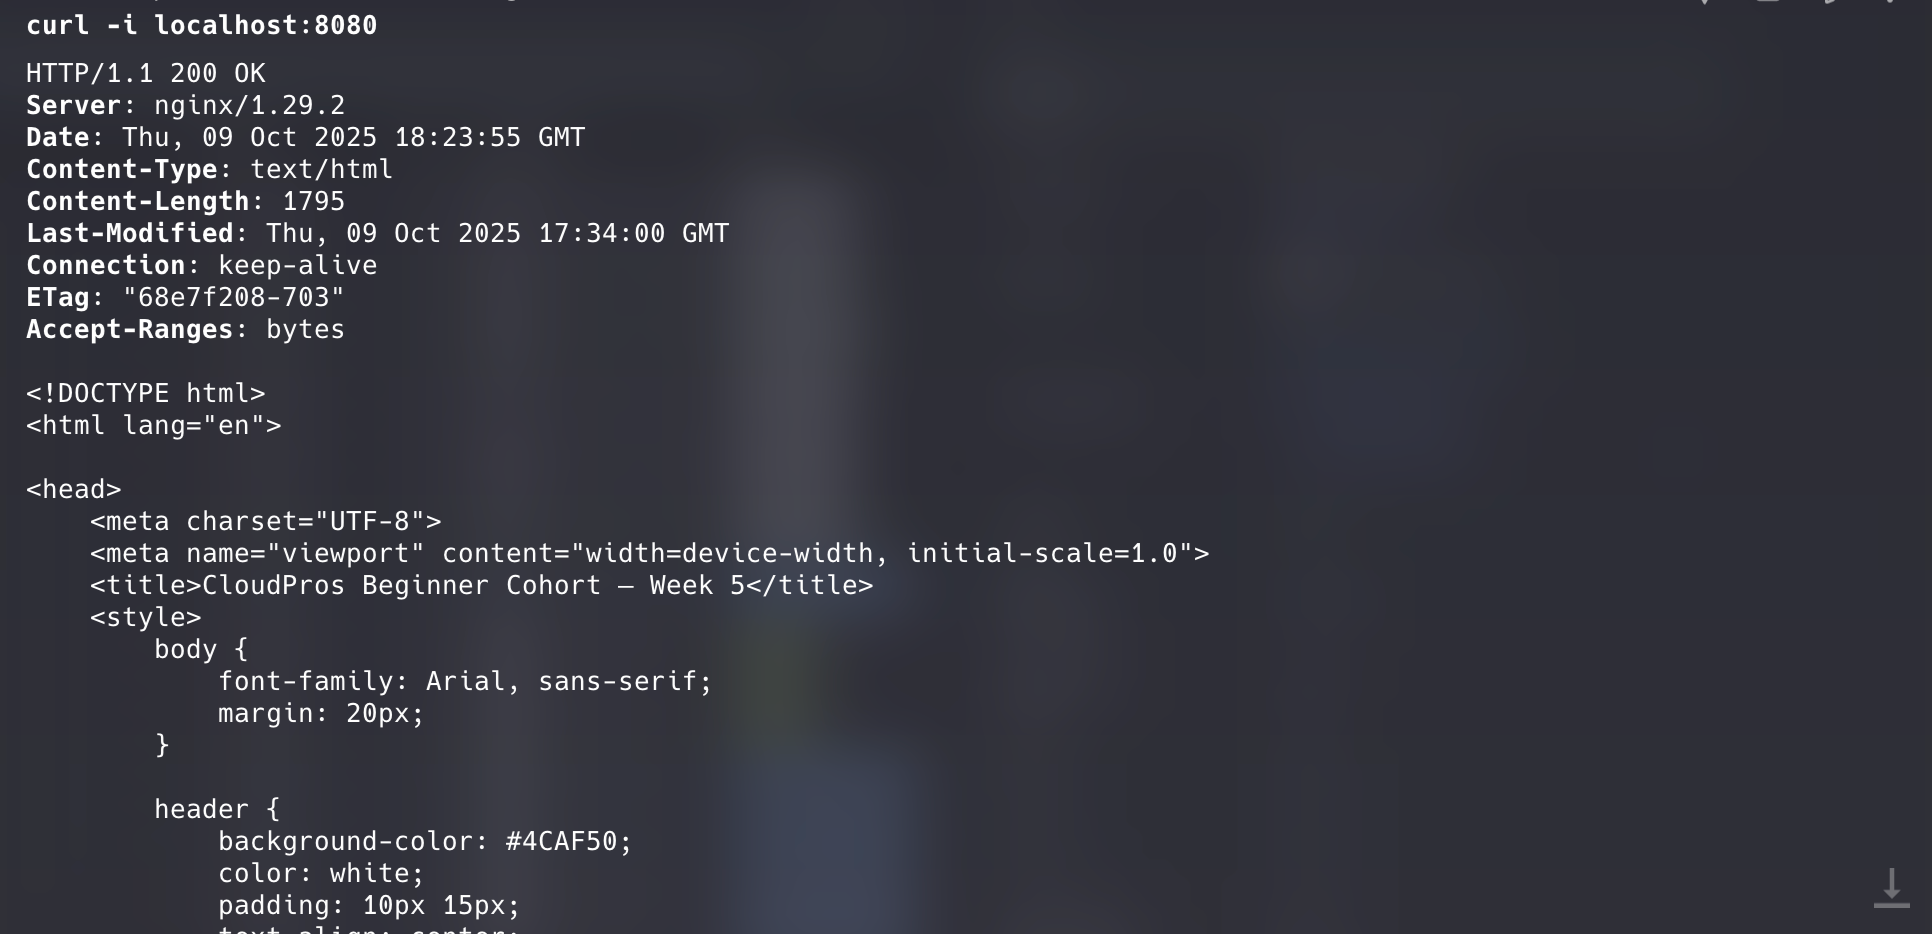 curl -i localhost:8080
HTTP/1.1 200 OK
Server: nginx/1.29.2
Date: Thu, 09 Oct 2025 18:23:55 GMT
Content-Type: text/html
Content-Length: 1795
Last-Modified: Thu, 09 Oct 2025 17:34:00 GMT
Connection: keep-alive
ETag: "68e7f208-703"
Accept-Ranges: bytes
<!DOCTYPE html>
<html lang="en">
<head>
<meta charset="UTF-8">
<meta name="viewport" content="width=device-width, initial-scale=1.0">
<title>CloudPros Beginner Cohort – Week 5</title>
<style>
body {
font-family: Arial, sans-serif;
margin: 20px;
}
header {
background-color: #4CAF50;
color: white;
padding: 10px 15px;
text-align: center;